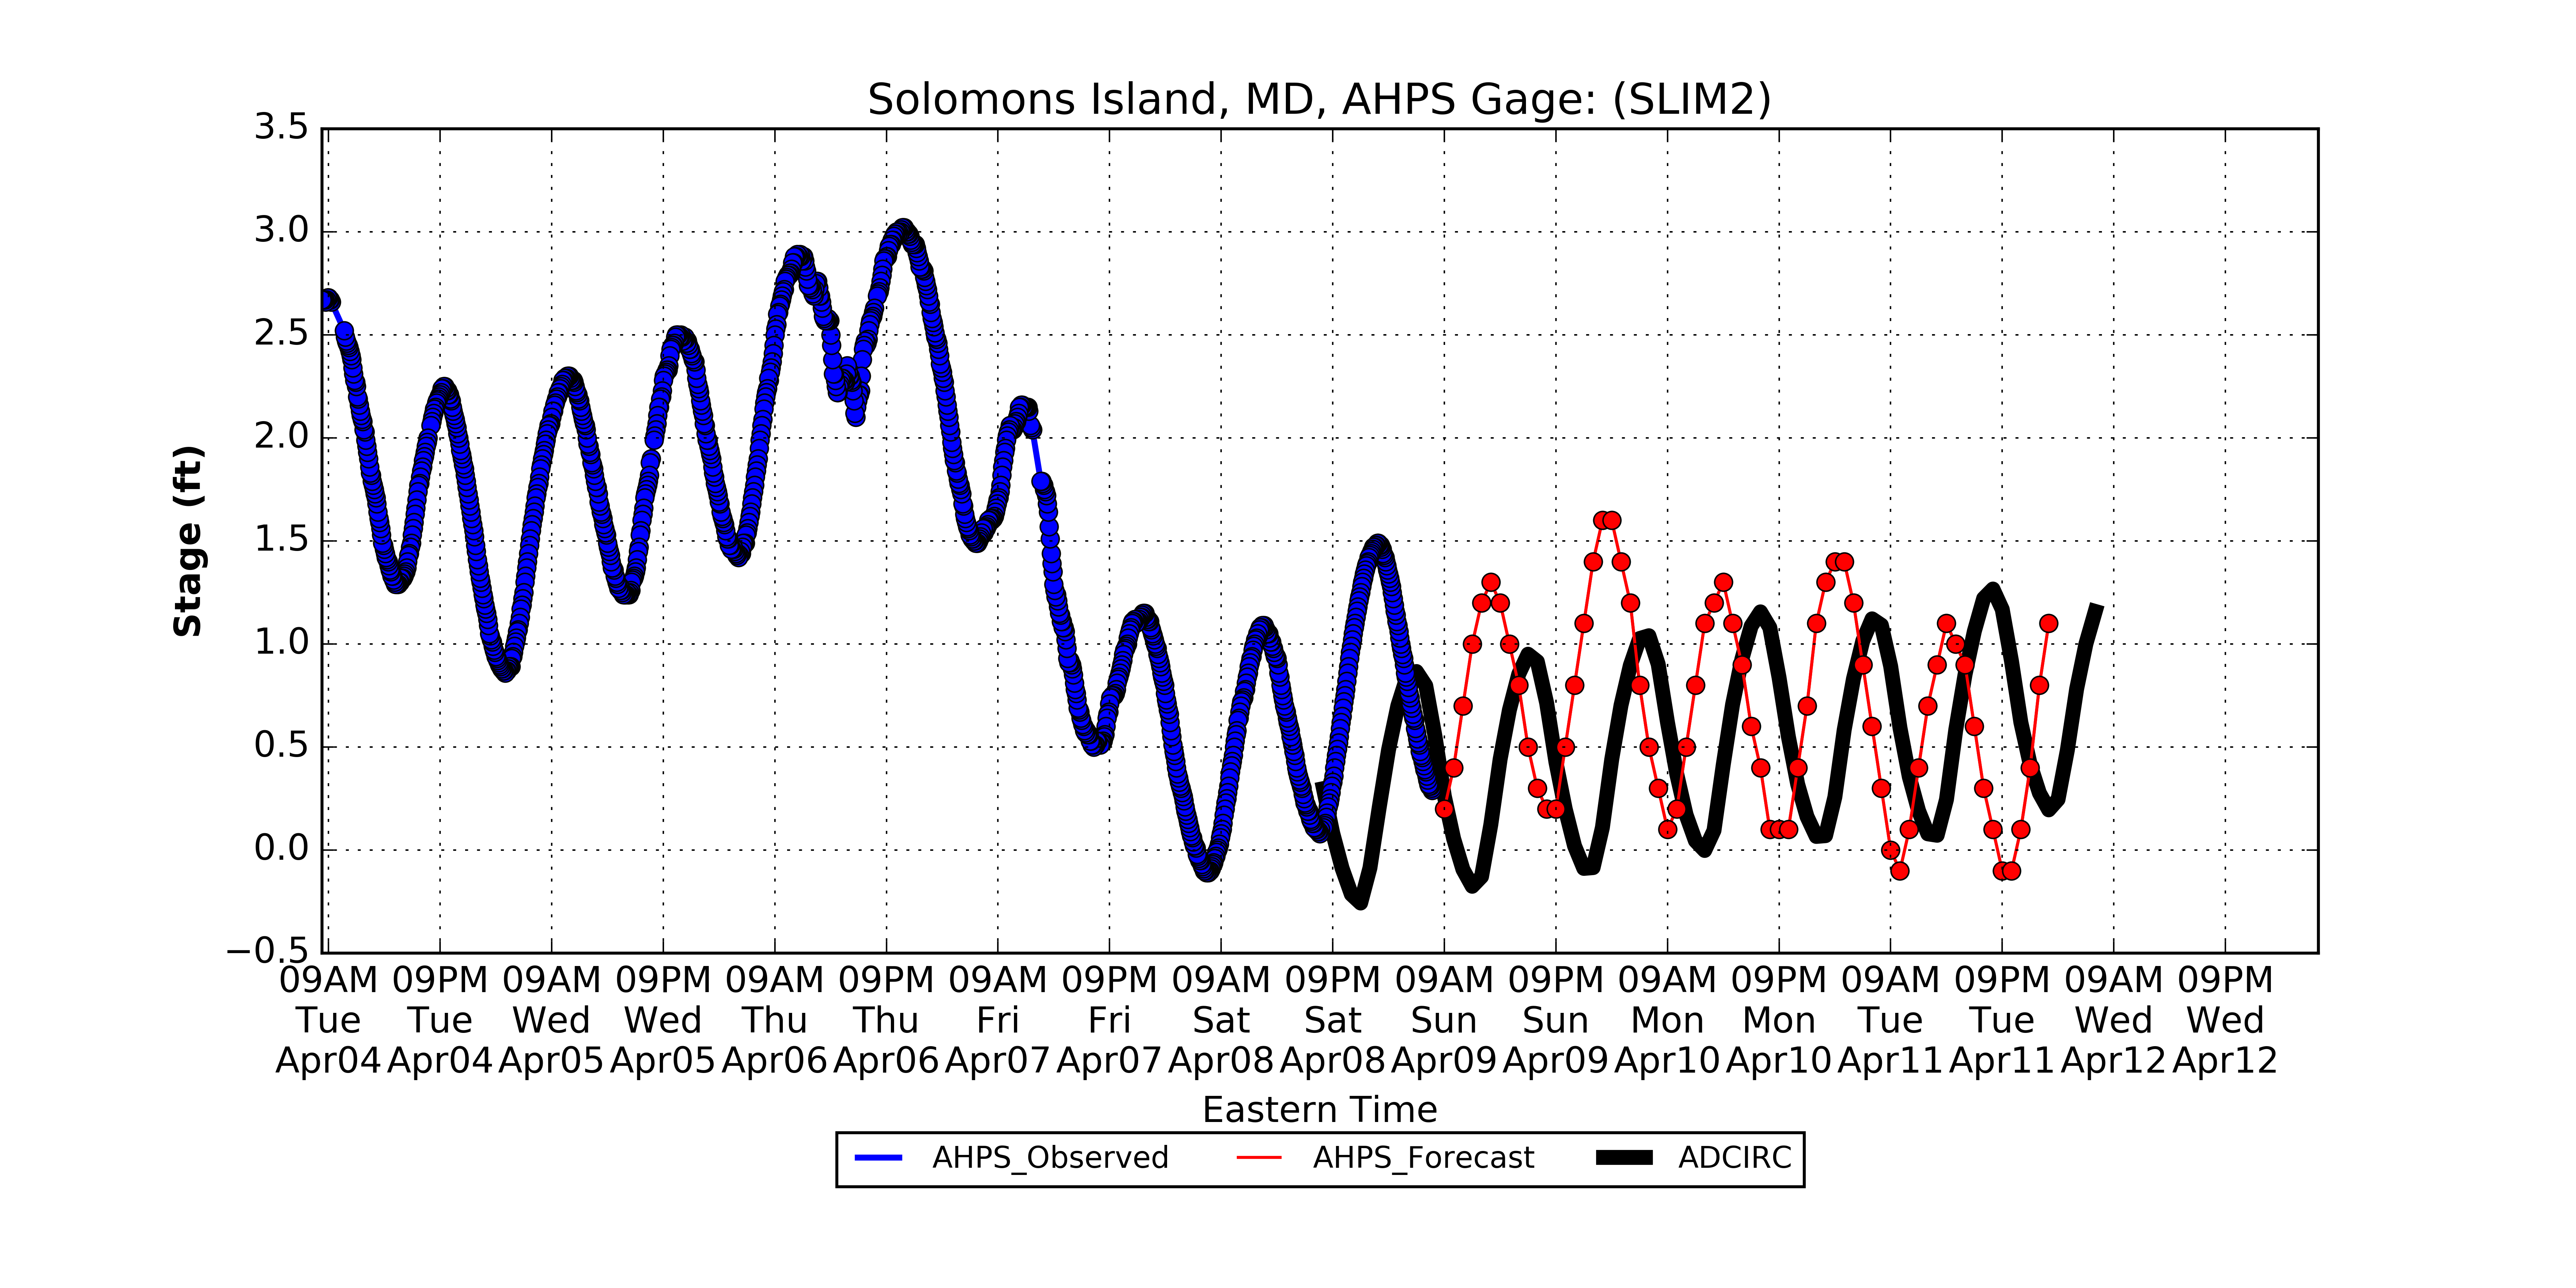 Solomons Island, MD, AHPS Gage: (SLIM2)
3.5
3.0
2.5
2.0
1.5
1.0
0.5
0.0
−0.5
Stage (ft)
09AM 09PM 09AM 09PM 09AM 09PM 09AM 09PM 09AM 09PM 09AM 09PM 09AM 09PM 09AM 09PM 09AM 09PM
Tue Tue Wed Wed Thu Thu Fri Fri Sat Sat Sun Sun Mon Mon Tue Tue Wed Wed
Apr04 Apr04 Apr05 Apr05 Apr06 Apr06 Apr07 Apr07 Apr08 Apr08 Apr09 Apr09 Apr10 Apr10 Apr11 Apr11 Apr12 Apr12
Eastern Time
AHPS_Observed AHPS_Forecast ADCIRC